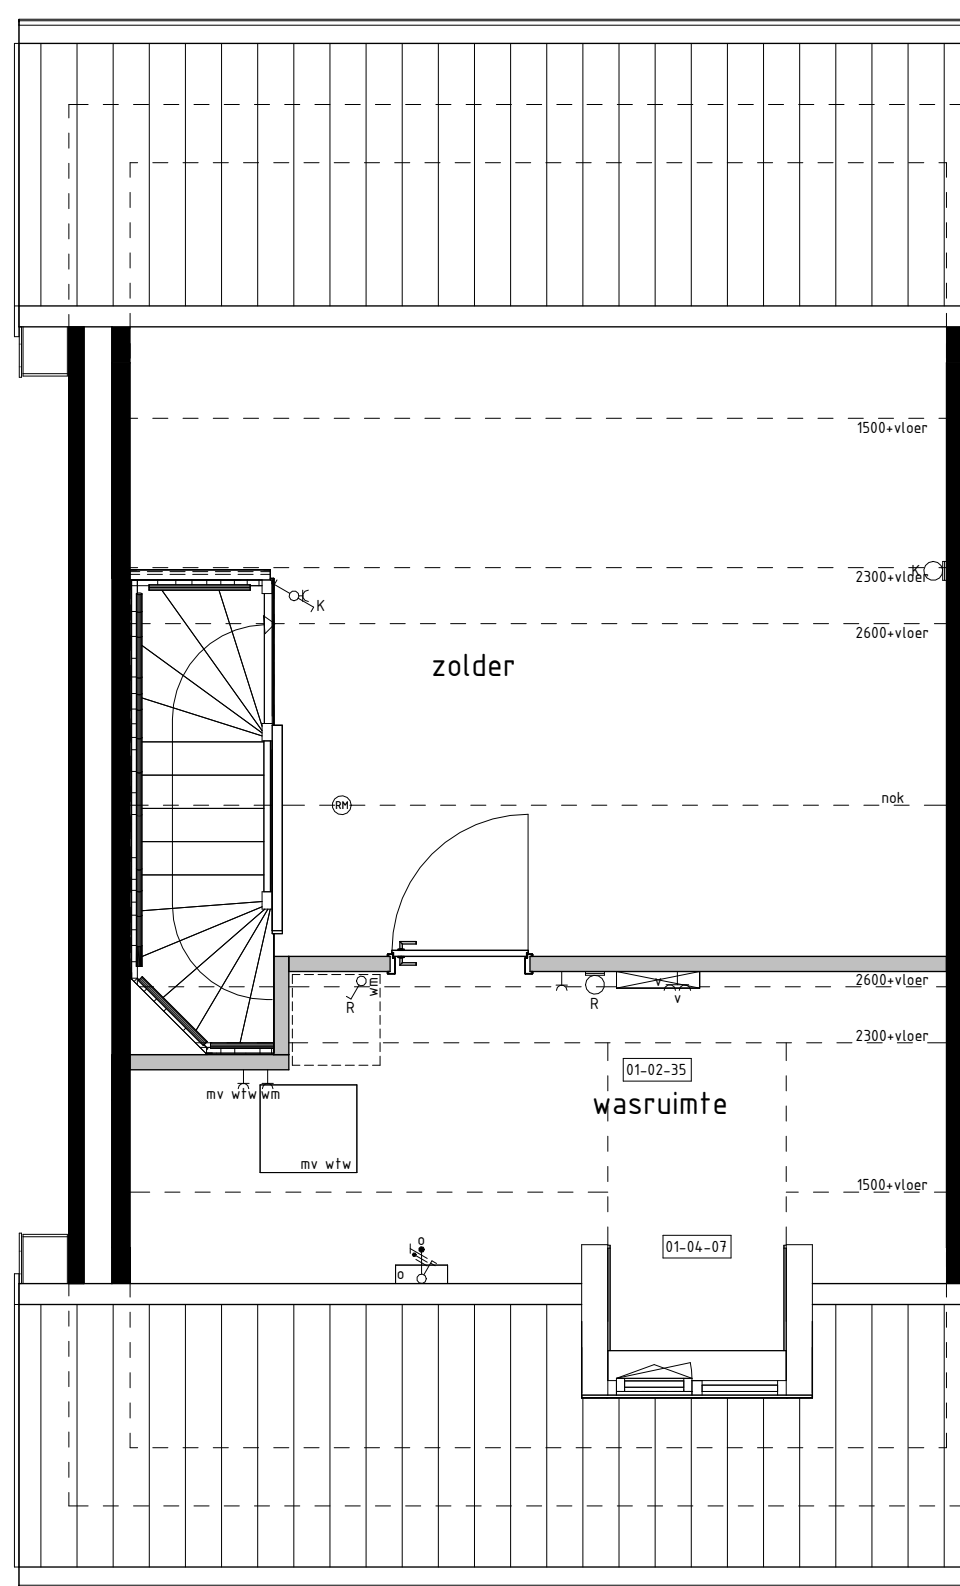 1500+vloer
K
2300+vloer
K
2600+vloer
zolder
nok
RM
2600+vloer
wm
v
R
R
v
2300+vloer
01-02-35
mv wtw wm
wasruimte
mv wtw
1500+vloer
o
01-04-07
o